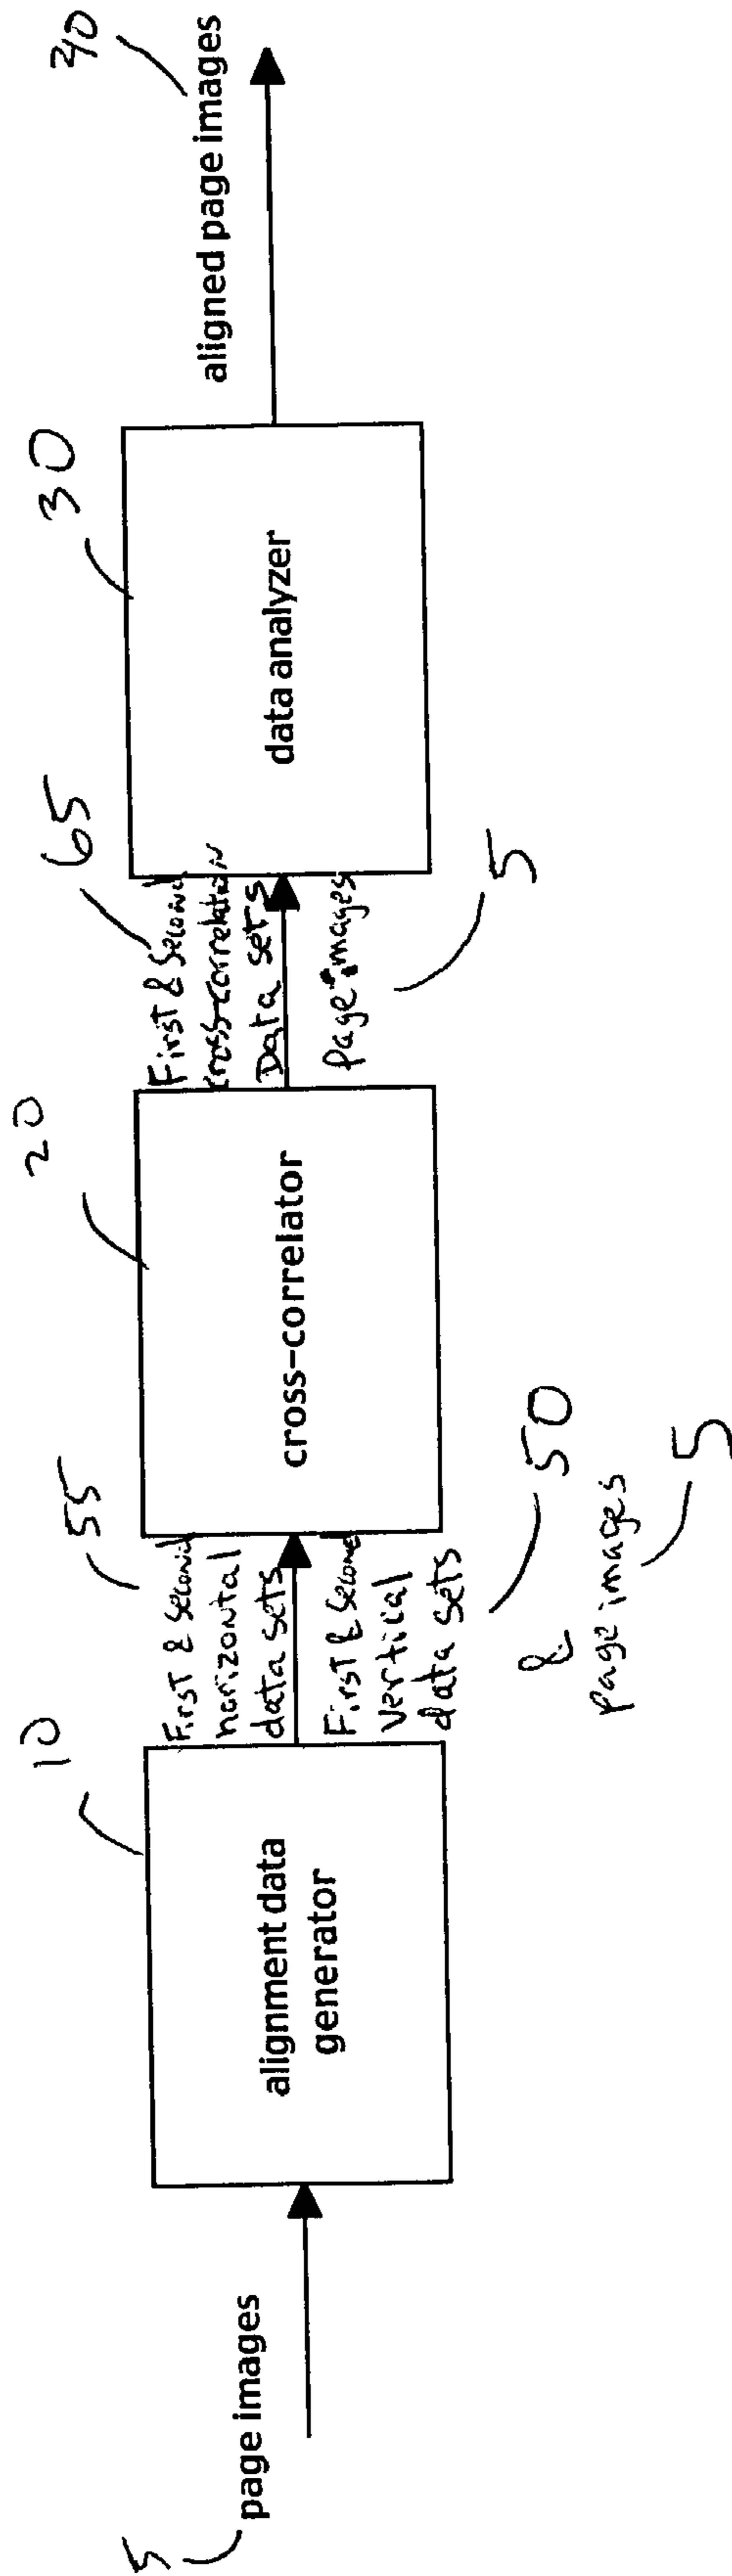 5
page images
10
alignment data
generator
55
First & Second
horizontal
data sets
First & Second
Vertical
data sets
50
&
page images
5
20
cross-correlator
65
First & Second
cross-correlation
Data sets
Page images
5
30
data analyzer
40
aligned page images